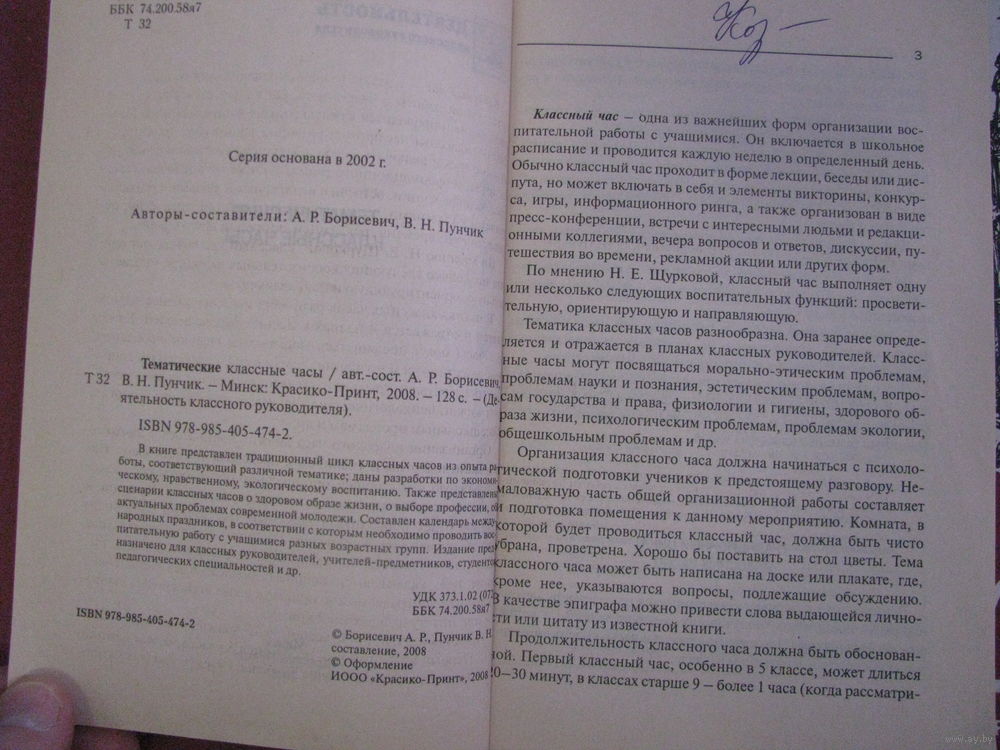 ББК 74.200.58я7
Т 32
Серия основана в 2002 г.
Авторы-составители: А. Р. Борисевич, В. Н. Пунчик
Тематические классные часы / авт.-сост. А. Р. Борисевич,
Т 32 В. Н. Пунчик. – Минск: Красико-Принт, 2008. – 128 с. – (Де-
ятельность классного руководителя).
ISBN 978-985-405-474-2.
В книге представлен традиционный цикл классных часов из опыта ра-
боты, соответствующий различной тематике; даны разработки по экономи-
ческому, нравственному, экологическому воспитанию. Также представлены
сценарии классных часов о здоровом образе жизни, о выборе профессии, об
актуальных проблемах современной молодежи. Составлен календарь между-
народных праздников, в соответствии с которым необходимо проводить вос-
питательную работу с учащимися разных возрастных групп. Издание пред-
назначено для классных руководителей, учителей-предметников, студентов
педагогических специальностей и др.
УДК 373.1.02 (072
ББК 74.200.58я7
ISBN 978-985-405-474-2
© Борисевич А. Р., Пунчик В. Н.
составление, 2008
© Оформление
ИООО «Красико-Принт», 2008
3
Классный час – одна из важнейших форм организации вос-
питательной работы с учащимися. Он включается в школьное
расписание и проводится каждую неделю в определенный день.
Обычно классный час проходит в форме лекции, беседы или дис-
пута, но может включать в себя и элементы викторины, конкур-
са, игры, информационного ринга, а также организован в виде
пресс-конференции, встречи с интересными людьми и редакци-
онными коллегиями, вечера вопросов и ответов, дискуссии, пу-
тешествия во времени, рекламной акции или других форм.
По мнению Н. Е. Щурковой, классный час выполняет одну
или несколько следующих воспитательных функций: просвети-
тельную, ориентирующую и направляющую.
Тематика классных часов разнообразна. Она заранее опреде-
ляется и отражается в планах классных руководителей. Класс-
ные часы могут посвящаться морально-этическим проблемам,
проблемам науки и познания, эстетическим проблемам, вопро-
сам государства и права, физиологии и гигиены, здорового об-
раза жизни, психологическим проблемам, проблемам экологии,
общешкольным проблемам и др.
Организация классного часа должна начинаться с психоло-
гической подготовки учеников к предстоящему разговору. Не-
маловажную часть общей организационной работы составляет
и подготовка помещения к данному мероприятию. Комната, в
которой будет проводиться классный час, должна быть чисто
убрана, проветрена. Хорошо бы поставить на стол цветы. Тема
классного часа может быть написана на доске или плакате, где,
кроме нее, указываются вопросы, подлежащие обсуждению.
В качестве эпиграфа можно привести слова выдающейся лично-
сти или цитату из известной книги.
Продолжительность классного часа должна быть обоснован-
ной. Первый классный час, особенно в 5 классе, может длиться
20–30 минут, в классах старше 9 – более 1 часа (когда рассматри-
www.ay.by